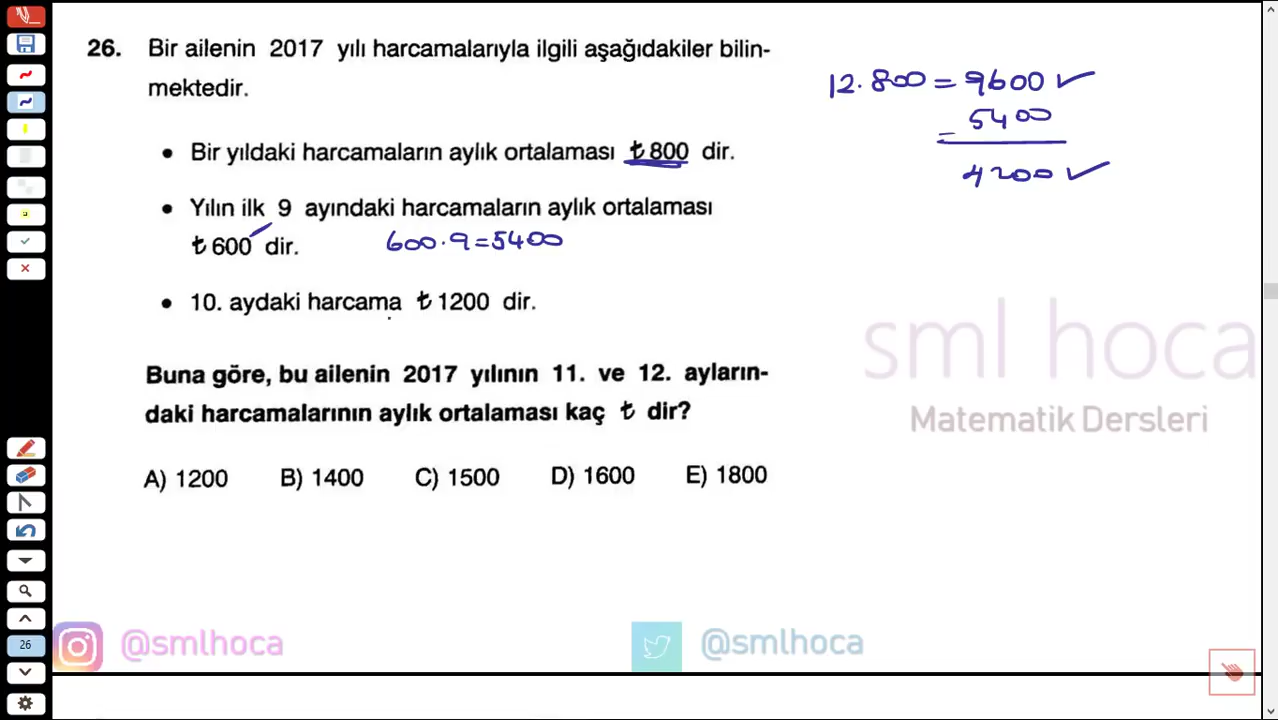 26. Bir ailenin 2017 yılı harcamalarıyla ilgili aşağıdakiler bilin-
mektedir.
12.800 = 9600
5400
4200
• Bir yıldaki harcamaların aylık ortalaması ₺800 dir.
• Yılın ilk 9 ayındaki harcamaların aylık ortalaması
₺600 dir.
600.9=5400
• 10. aydaki harcama ₺1200 dir.
Buna göre, bu ailenin 2017 yılının 11. ve 12. ayların-
daki harcamalarının aylık ortalaması kaç ₺ dir?
A) 1200 B) 1400 C) 1500 D) 1600 E) 1800
sml hoca
Matematik Dersleri
26
@smlhoca
@smlhoca